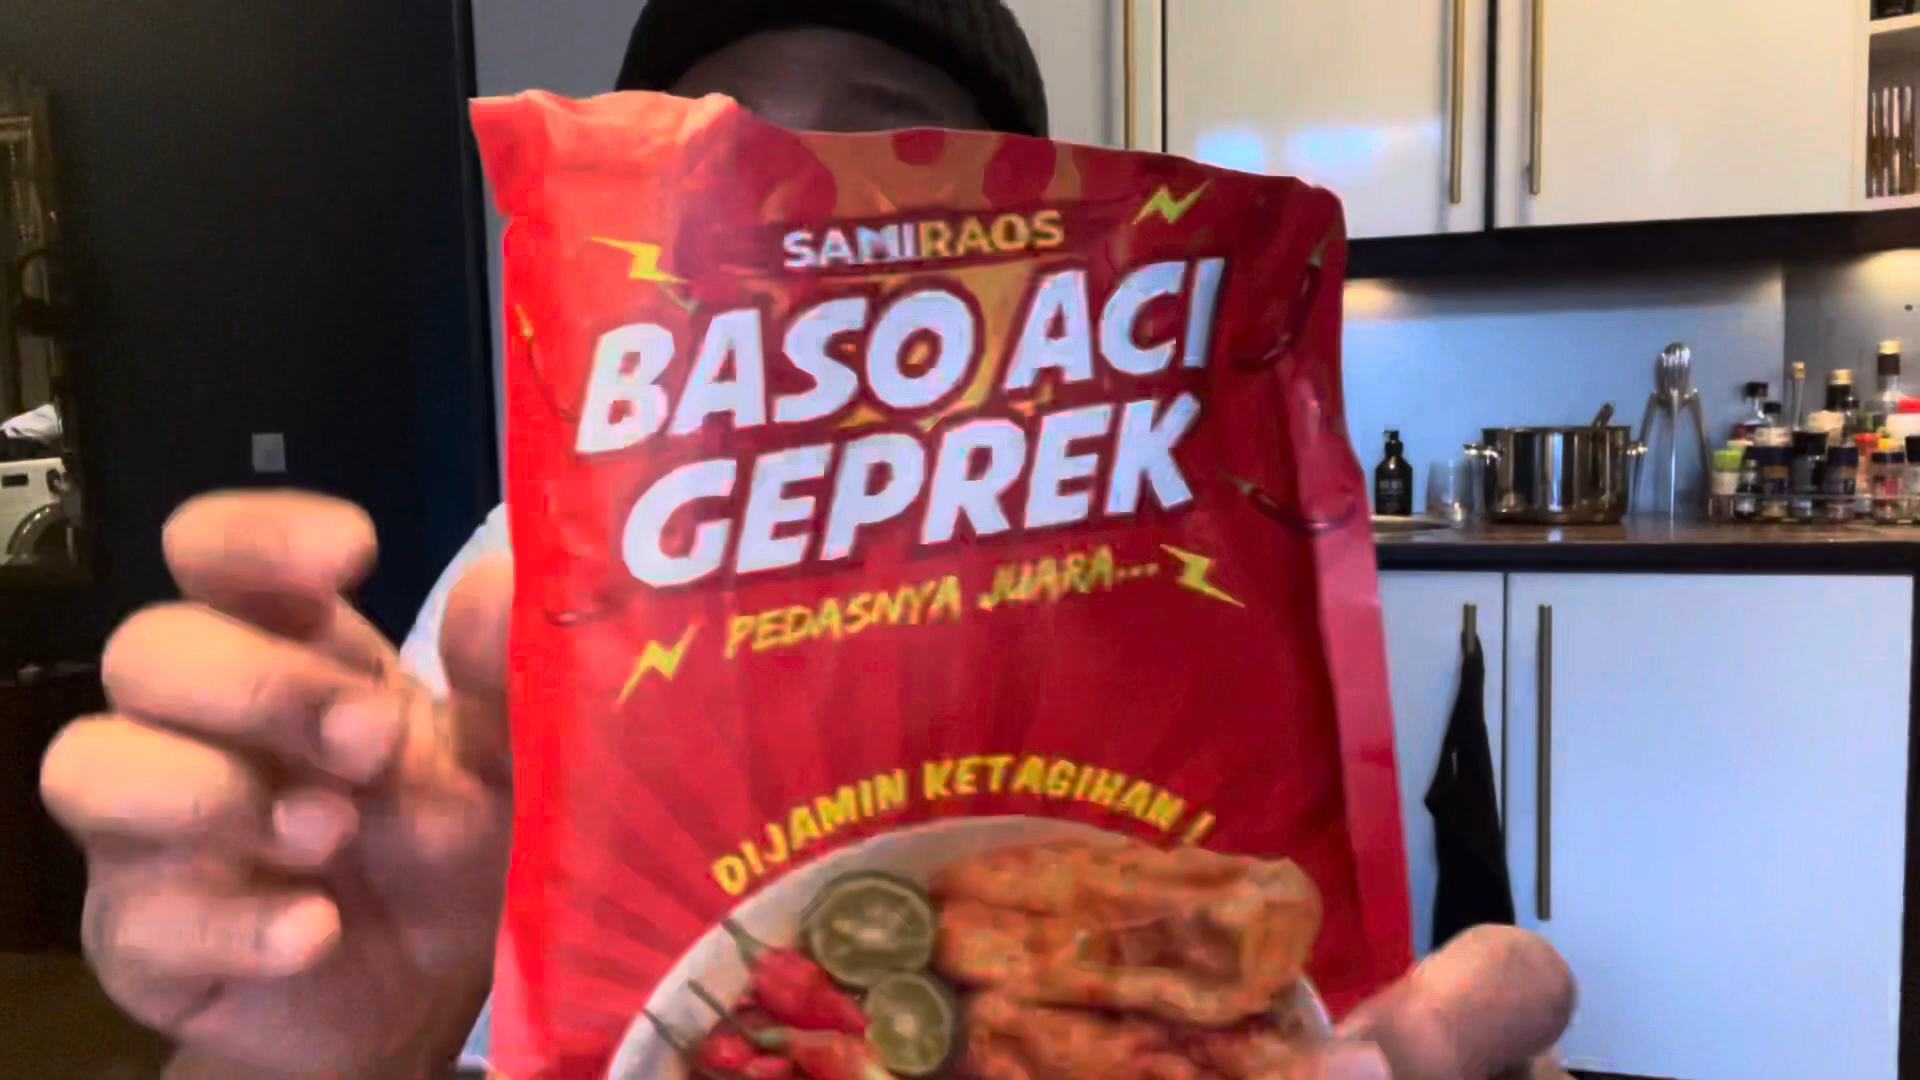 SAMIRAOS
BASO ACI
GEPREK
PEDASNYA JUARA...
DIJAMIN KETAGIHAN!